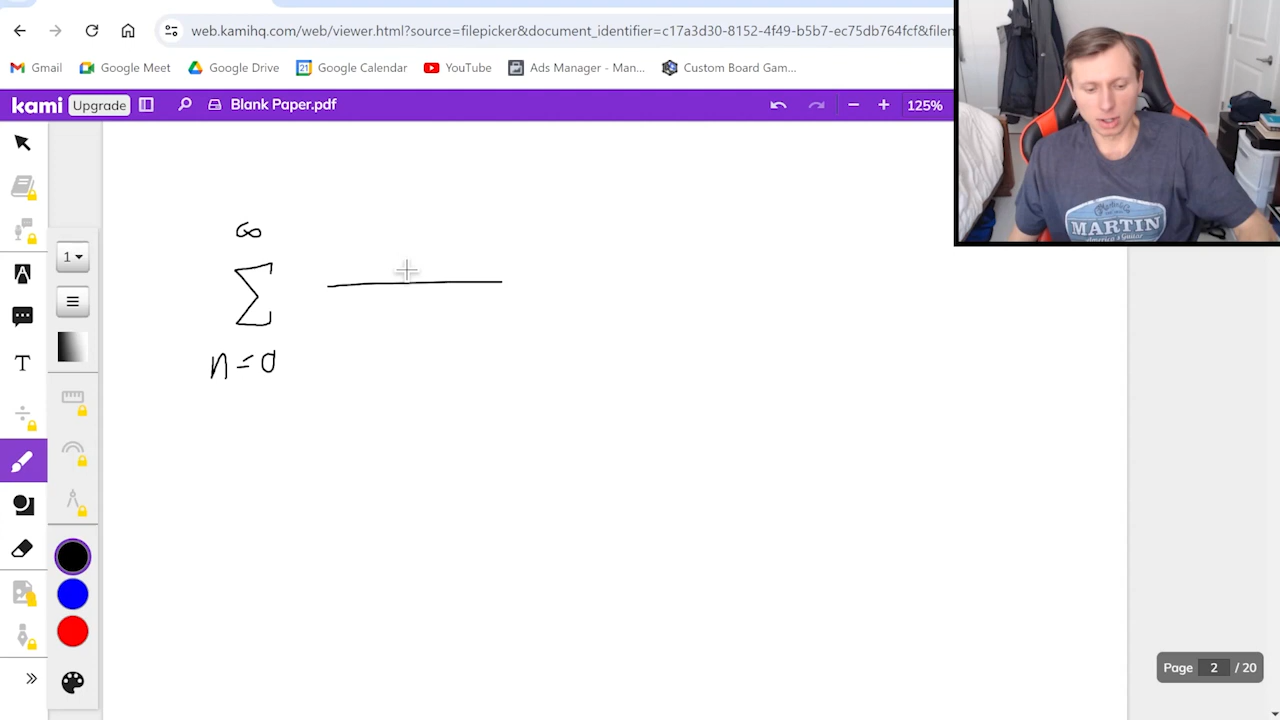 web.kamihq.com/web/viewer.html?source=filepicker&document_identifier=c17a3d30-8152-4f49-b5b7-ec75db764fcf&filen
Gmail Google Meet Google Drive Google Calendar YouTube Ads Manager - Man... Custom Board Gam...
kami Upgrade Blank Paper.pdf 125%
MARTIN
America's Guitar
∞
1
∑
n=0
T
Page 2 / 20